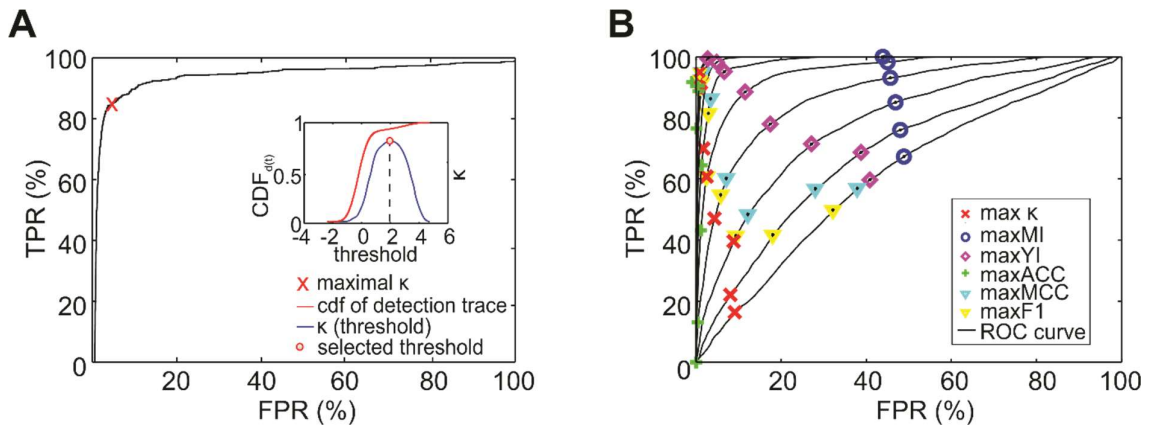 A
100
80
60
40
20
0
TPR (%)
20
40
60
80
100
FPR (%)
1
0.5
0
CDF d(t)
κ
-4
-2
0
2
4
6
threshold
maximal κ
cdf of detection trace
κ (threshold)
selected threshold
B
100
80
60
40
20
0
TPR (%)
0
20
40
60
80
100
FPR (%)
max κ
maxMI
maxYI
maxACC
maxMCC
maxF1
ROC curve